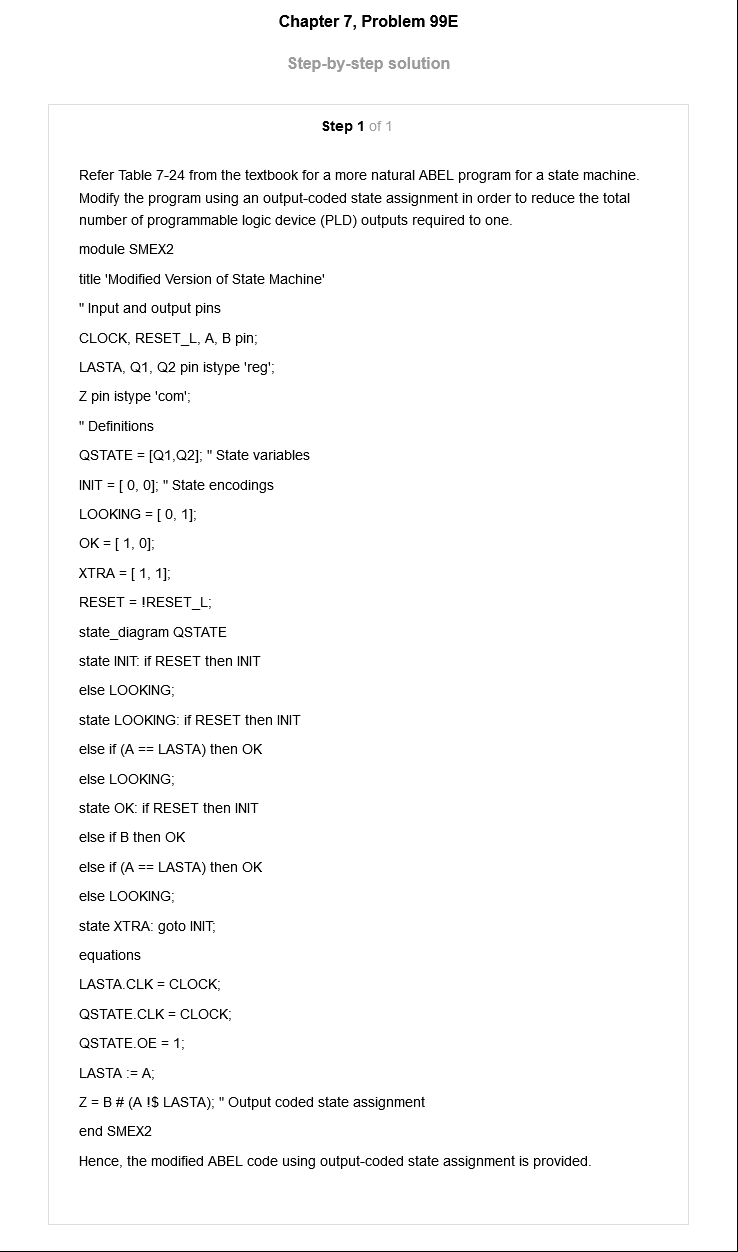 Chapter 7, Problem 99E
Step-by-step solution
Step 1 of 1
Refer Table 7-24 from the textbook for a more natural ABEL program for a state machine.
Modify the program using an output-coded state assignment in order to reduce the total
number of programmable logic device (PLD) outputs required to one.
module SMEX2
title 'Modified Version of State Machine'
" Input and output pins
CLOCK, RESET_L, A, B pin;
LASTA, Q1, Q2 pin istype 'reg';
Z pin istype 'com';
" Definitions
QSTATE = [Q1,Q2]; " State variables
INIT = [ 0, 0]; " State encodings
LOOKING = [ 0, 1];
OK = [ 1, 0];
XTRA = [ 1, 1];
RESET = !RESET_L;
state_diagram QSTATE
state INIT: if RESET then INIT
else LOOKING;
state LOOKING: if RESET then INIT
else if (A == LASTA) then OK
else LOOKING;
state OK: if RESET then INIT
else if B then OK
else if (A == LASTA) then OK
else LOOKING;
state XTRA: goto INIT;
equations
LASTA.CLK = CLOCK;
QSTATE.CLK = CLOCK;
QSTATE.OE = 1;
LASTA := A;
Z = B # (A !$ LASTA); " Output coded state assignment
end SMEX2
Hence, the modified ABEL code using output-coded state assignment is provided.